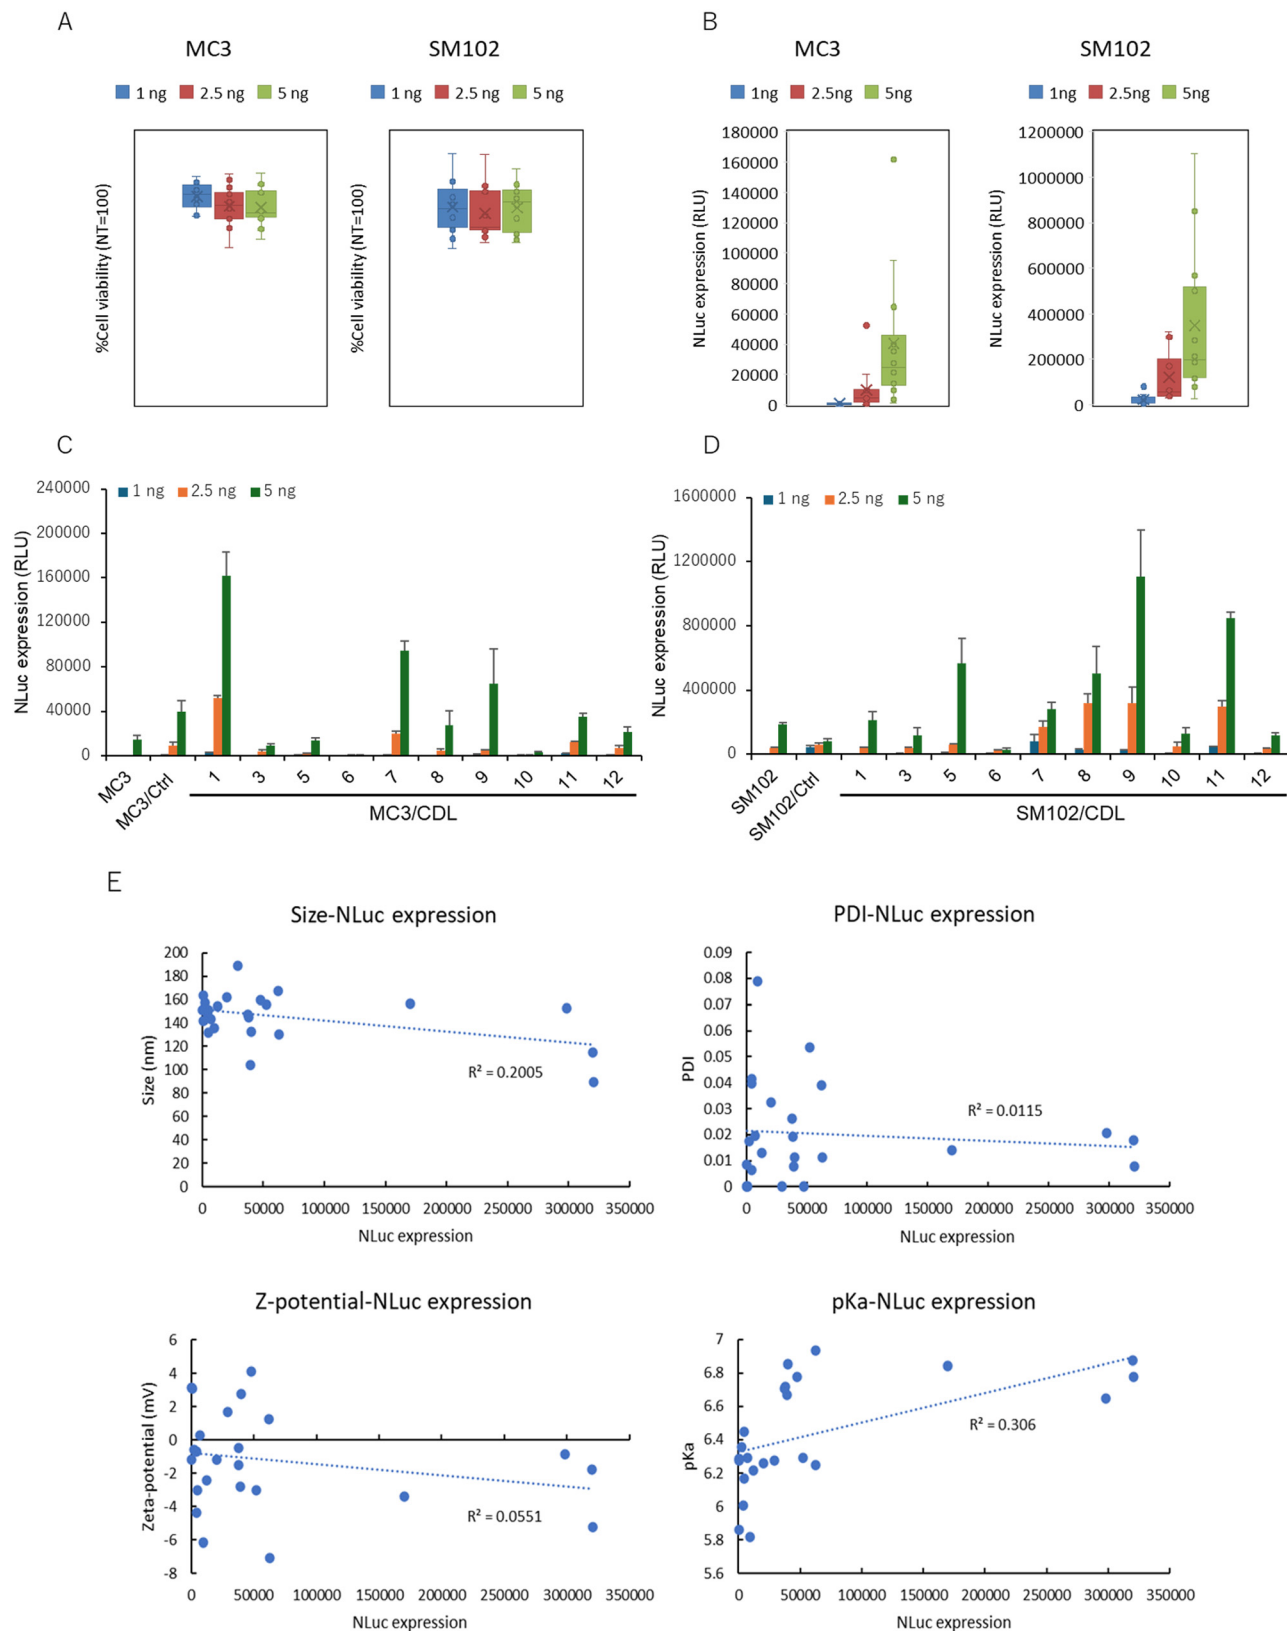 A
B
MC3
SM102
MC3
SM102
1 ng 2.5 ng 5 ng
1 ng 2.5 ng 5 ng
1ng 2.5ng 5ng
1ng 2.5ng 5ng
%Cell viability (NT=100)
%Cell viability (NT=100)
NLuc expression (RLU)
180000
160000
140000
120000
100000
80000
60000
40000
20000
0
NLuc expression (RLU)
1200000
1000000
800000
600000
400000
200000
0
C
1 ng 2.5 ng 5 ng
NLuc expression (RLU)
240000
200000
160000
120000
80000
40000
0
MC3 MC3/Ctrl 1 3 5 6 7 8 9 10 11 12
MC3/CDL
D
1 ng 2.5 ng 5 ng
NLuc expression (RLU)
1600000
1200000
800000
400000
0
SM102 SM102/Ctrl 1 3 5 6 7 8 9 10 11 12
SM102/CDL
E
Size-NLuc expression
Size (nm)
200
180
160
140
120
100
80
60
40
20
0
R² = 0.2005
0 50000 100000 150000 200000 250000 300000 350000
NLuc expression
PDI-NLuc expression
PDI
0.09
0.08
0.07
0.06
0.05
0.04
0.03
0.02
0.01
0
R² = 0.0115
0 50000 100000 150000 200000 250000 300000 350000
NLuc expression
Z-potential-NLuc expression
Zeta-potential (mV)
6
4
2
0
-2
-4
-6
-8
R² = 0.0551
0 50000 100000 150000 200000 250000 300000 350000
NLuc expression
pKa-NLuc expression
pKa
7
6.8
6.6
6.4
6.2
6
5.8
5.6
R² = 0.306
0 50000 100000 150000 200000 250000 300000 350000
NLuc expression